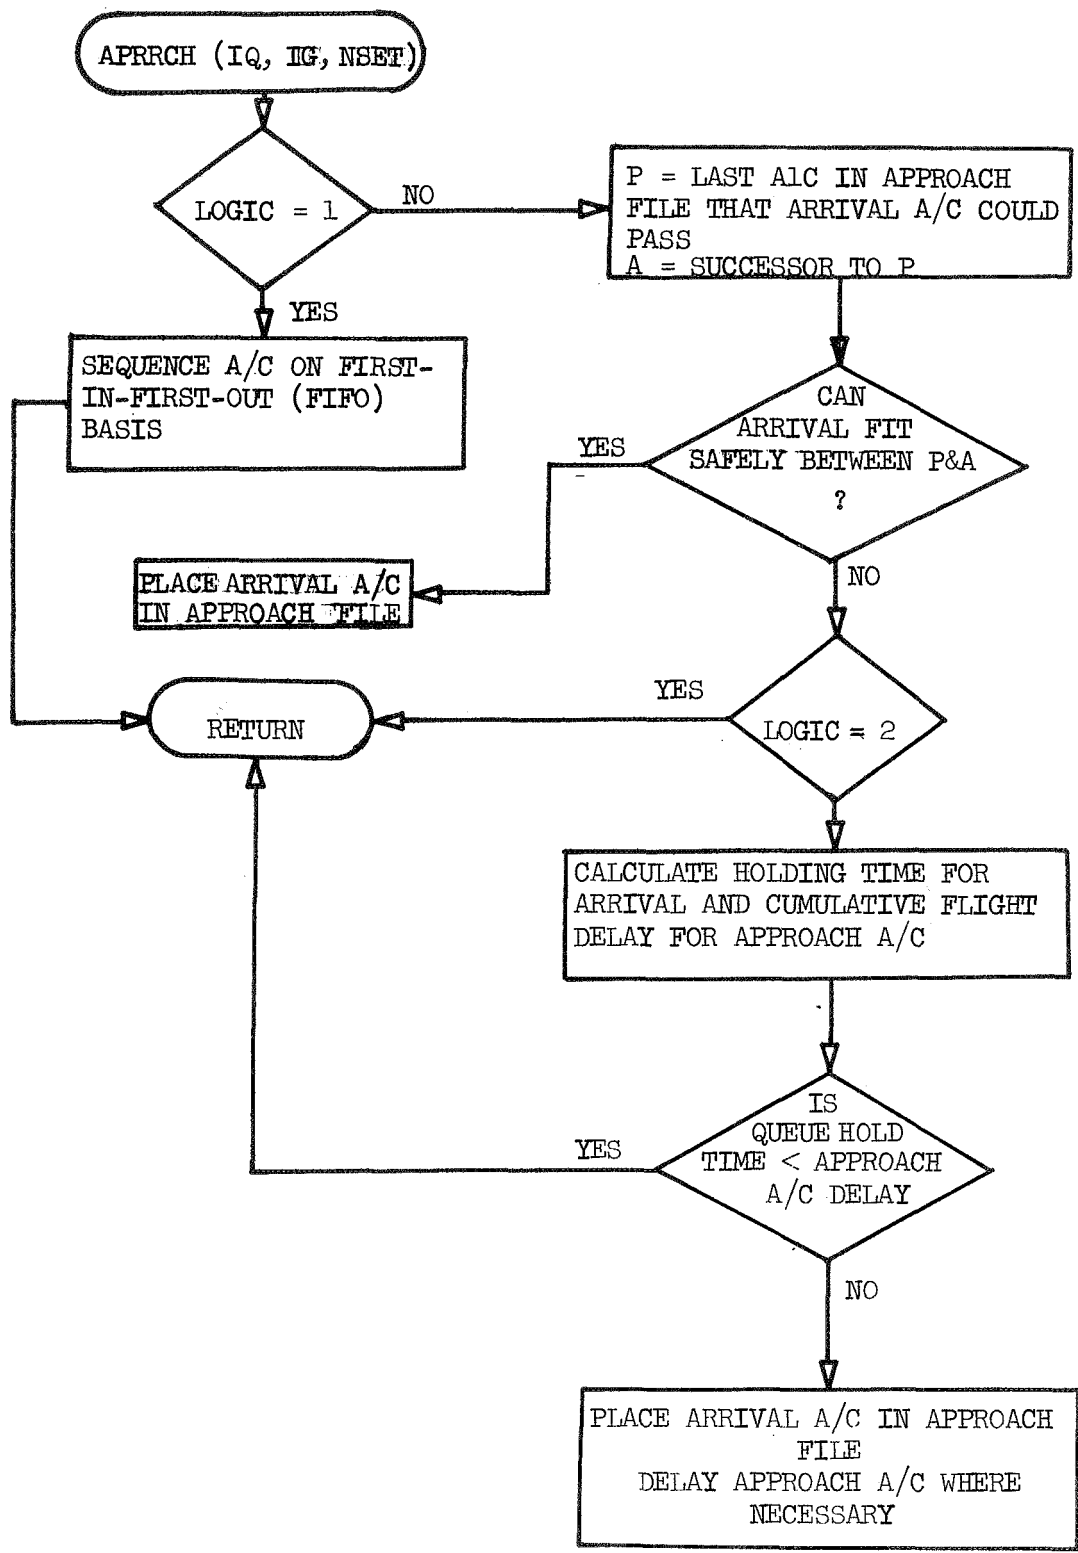 APRRCH (IQ, IIG, NSET)
LOGIC = 1
NO
P = LAST A1C IN APPROACH
FILE THAT ARRIVAL A/C COULD
PASS
A = SUCCESSOR TO P
YES
SEQUENCE A/C ON FIRST-
IN-FIRST-OUT (FIFO)
BASIS
CAN
ARRIVAL FIT
SAFELY BETWEEN P&A
?
YES
NO
PLACE ARRIVAL A/C
IN APPROACH FILE
YES
RETURN
LOGIC = 2
CALCULATE HOLDING TIME FOR
ARRIVAL AND CUMULATIVE FLIGHT
DELAY FOR APPROACH A/C
IS
QUEUE HOLD
TIME < APPROACH
A/C DELAY
YES
NO
PLACE ARRIVAL A/C IN APPROACH
FILE
DELAY APPROACH A/C WHERE
NECESSARY